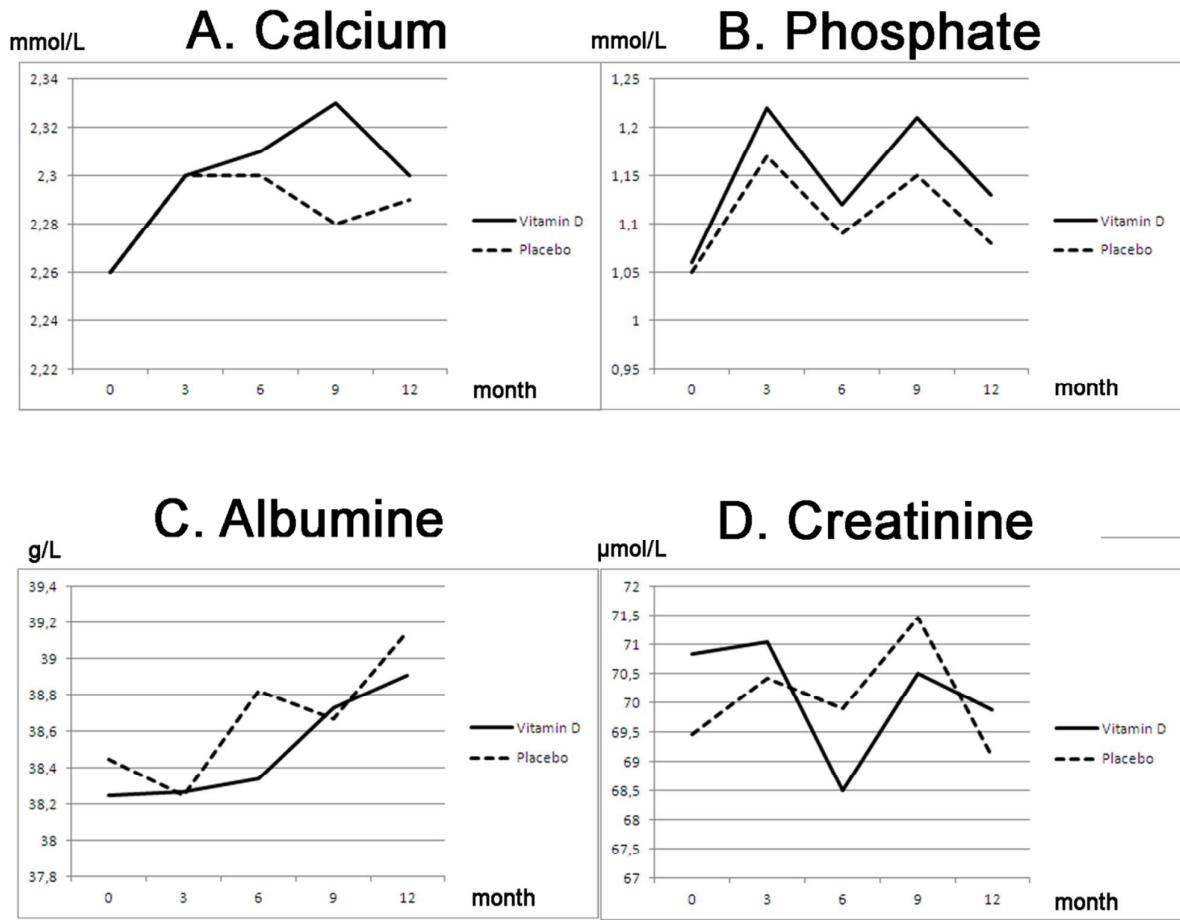 mmol/L A. Calcium
2,34
2,32
2,3
2,28
2,26
2,24
2,22
0 3 6 9 12 month
Vitamin D
Placebo
mmol/L B. Phosphate
1,25
1,2
1,15
1,1
1,05
1
0,95
0 3 6 9 12 month
Vitamin D
Placebo
C. Albumine
g/L
39,4
39,2
39
38,8
38,6
38,4
38,2
38
37,8
0 3 6 9 12 month
Vitamin D
Placebo
D. Creatinine
µmol/L
72
71,5
71
70,5
70
69,5
69
68,5
68
67,5
67
0 3 6 9 12 month
Vitamin D
Placebo